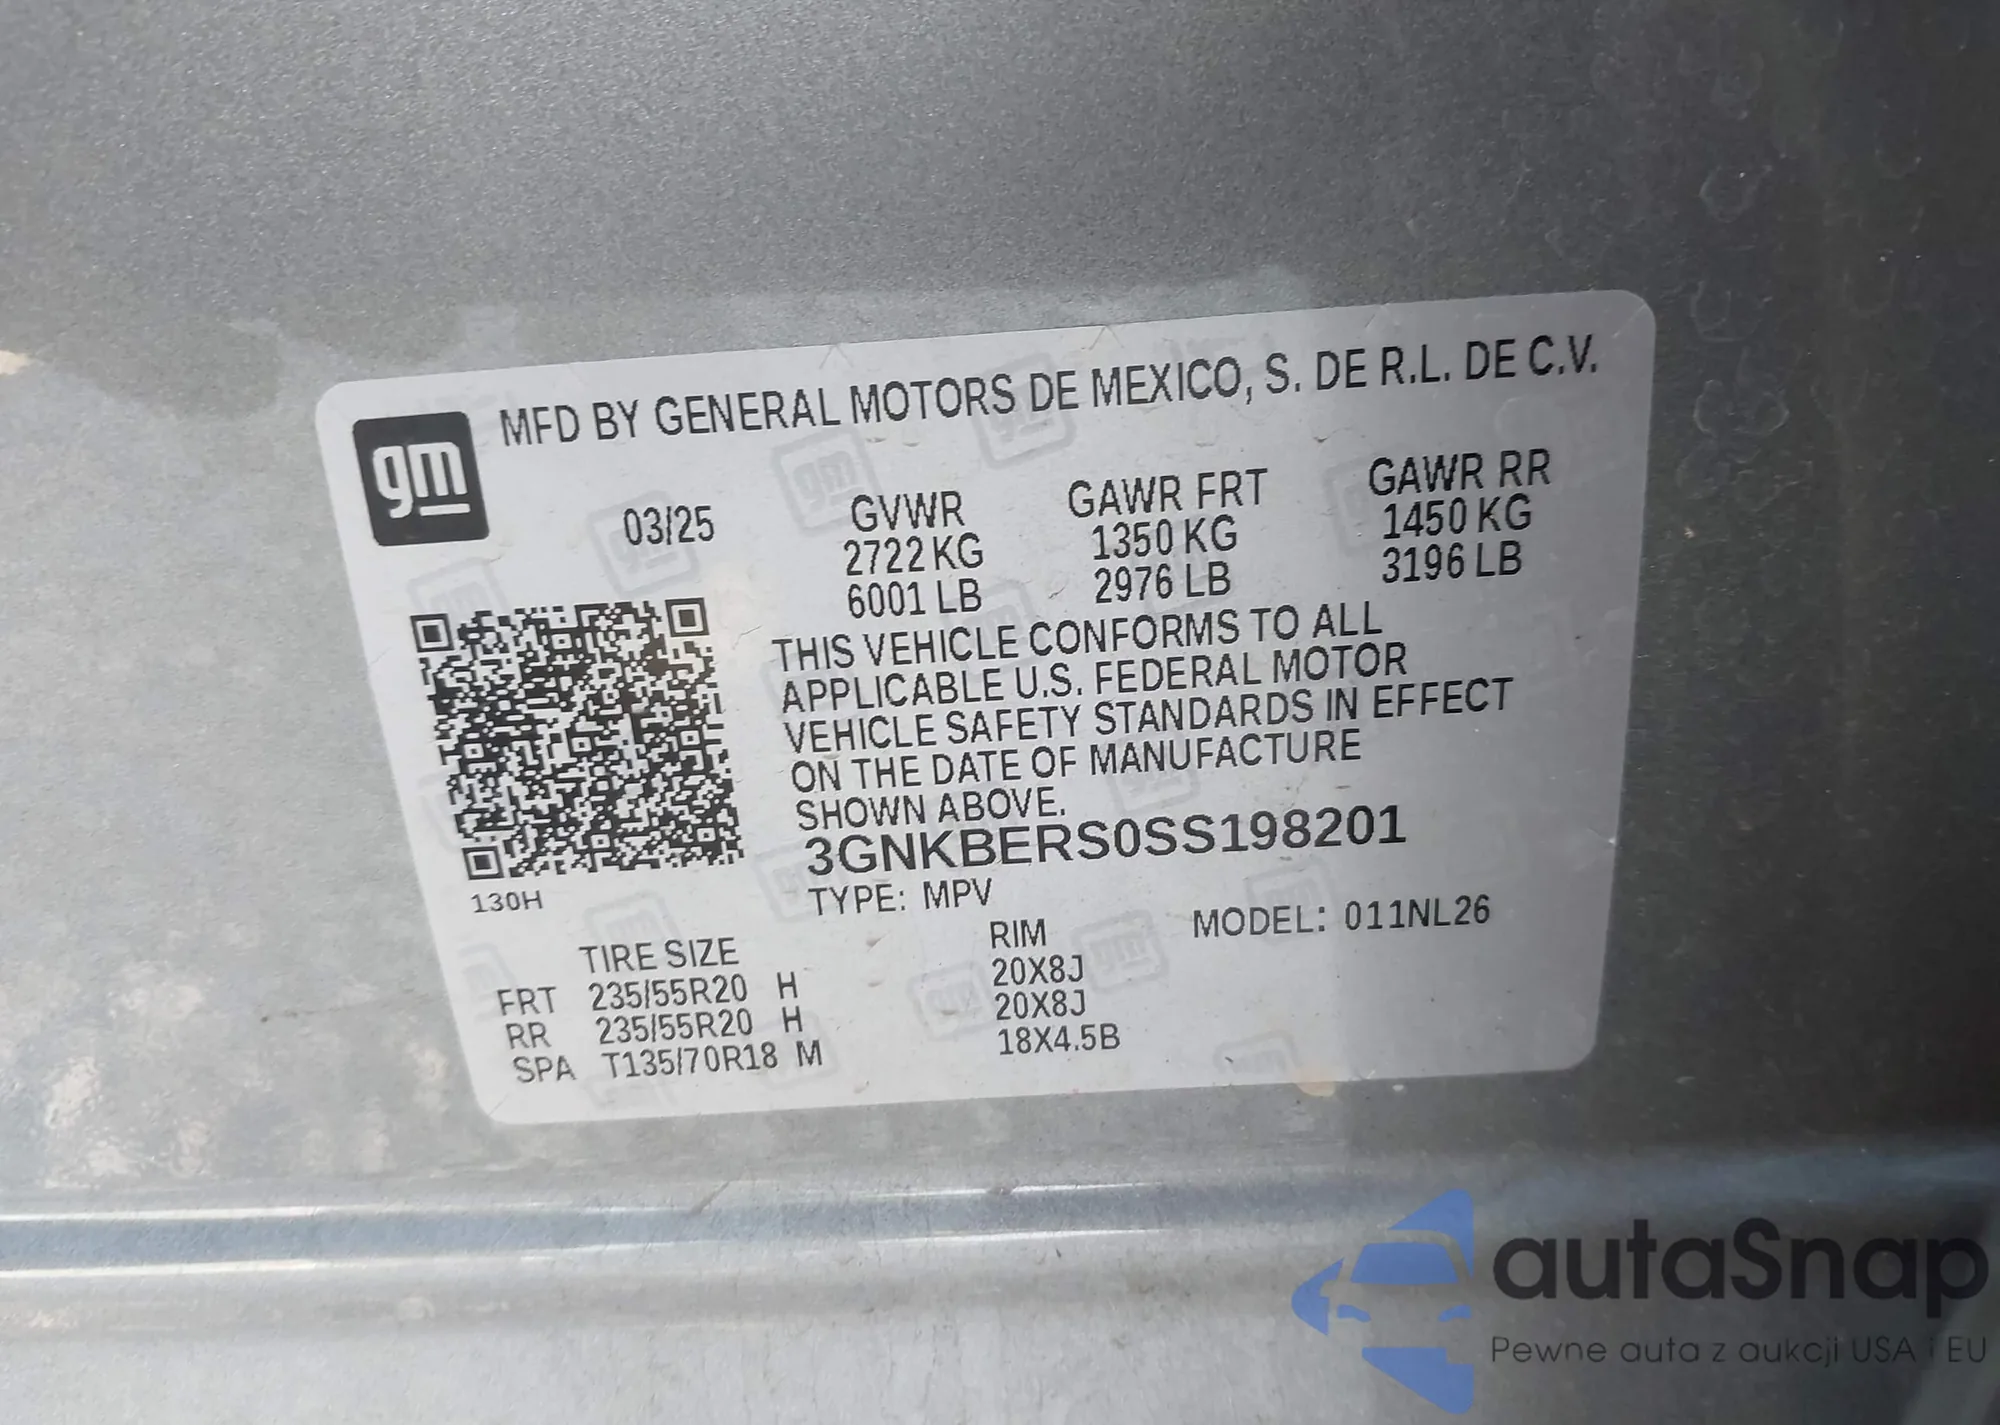 gm
MFD BY GENERAL MOTORS DE MEXICO, S. DE R.L. DE C.V.
03/25
GVWR GAWR FRT GAWR RR
2722 KG 1350 KG 1450 KG
6001 LB 2976 LB 3196 LB
THIS VEHICLE CONFORMS TO ALL
APPLICABLE U.S. FEDERAL MOTOR
VEHICLE SAFETY STANDARDS IN EFFECT
ON THE DATE OF MANUFACTURE
SHOWN ABOVE.
3GNKBERS0SS198201
130H
TYPE: MPV
MODEL: 011NL26
TIRE SIZE RIM
FRT 235/55R20 H 20X8J
RR 235/55R20 H 20X8J
SPA T135/70R18 M 18X4.5B
autaSnap
Pewne auta z aukcji USA i EU